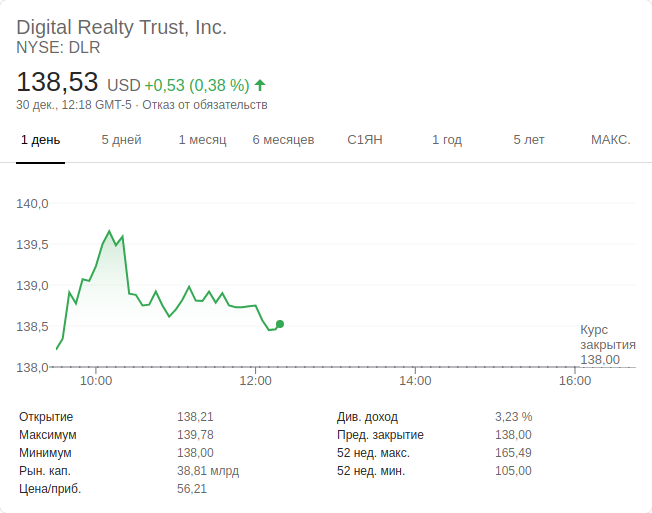 Digital Realty Trust, Inc.
NYSE: DLR
138,53 USD +0,53 (0,38 %)
30 дек., 12:18 GMT-5 · Отказ от обязательств
1 день 5 дней 1 месяц 6 месяцев С1ЯН 1 год 5 лет МАКС.
140,0
139,5
139,0
138,5
138,0
Курс
закрытия
138,00
10:00 12:00 14:00 16:00
Открытие 138,21 Див. доход 3,23 %
Максимум 139,78 Пред. закрытие 138,00
Минимум 138,00 52 нед. макс. 165,49
Рын. кап. 38,81 млрд 52 нед. мин. 105,00
Цена/приб. 56,21